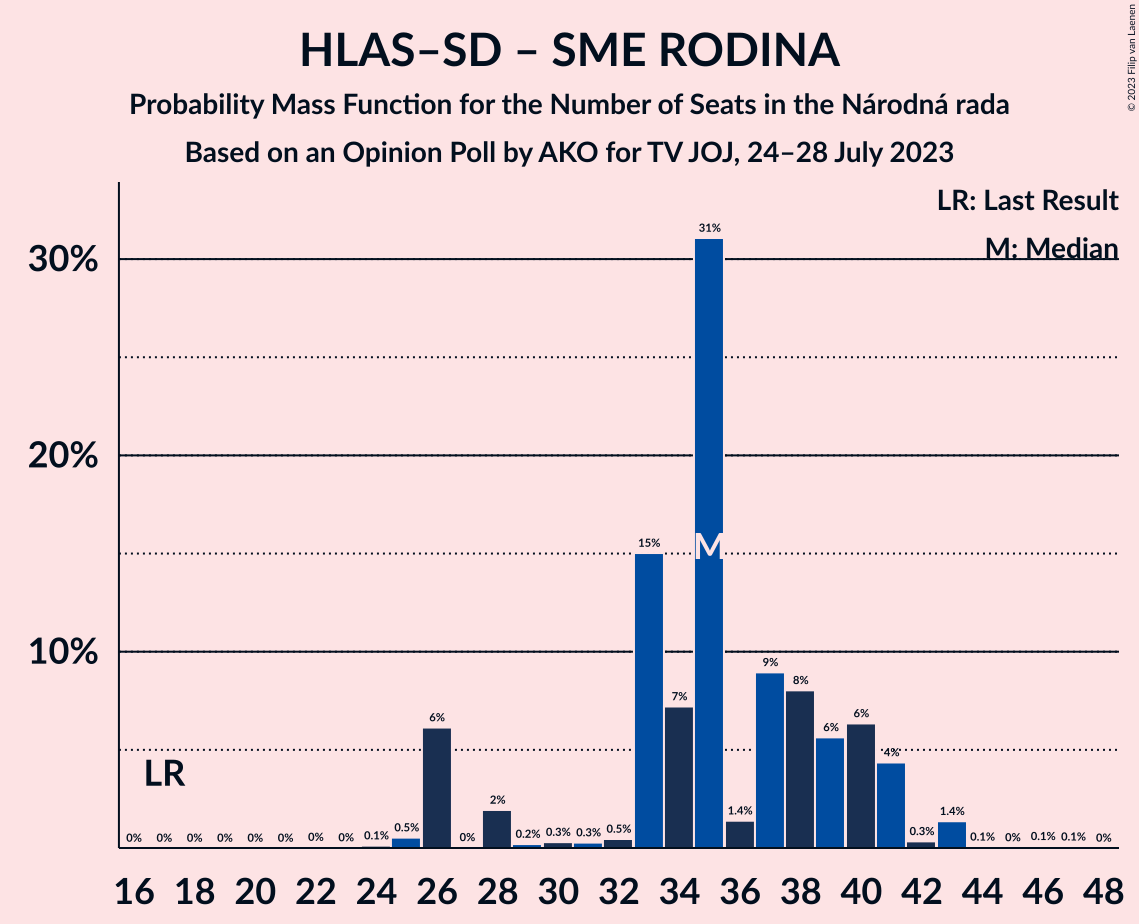 HLAS–SD – SME RODINA
Probability Mass Function for the Number of Seats in the Národná rada
Based on an Opinion Poll by AKO for TV JOJ, 24–28 July 2023
© 2023 Filip van Laenen
LR: Last Result
M: Median
30%
20%
10%
31%
15%
M
9%
8%
7%
6%
6%
6%
4%
LR
2%
0% 0% 0% 0% 0% 0% 0% 0% 0.1% 0.5% 0% 0.2% 0.3% 0.3% 0.5% 1.4% 0.3% 1.4% 0.1% 0% 0.1% 0.1% 0%
16 18 20 22 24 26 28 30 32 34 36 38 40 42 44 46 48